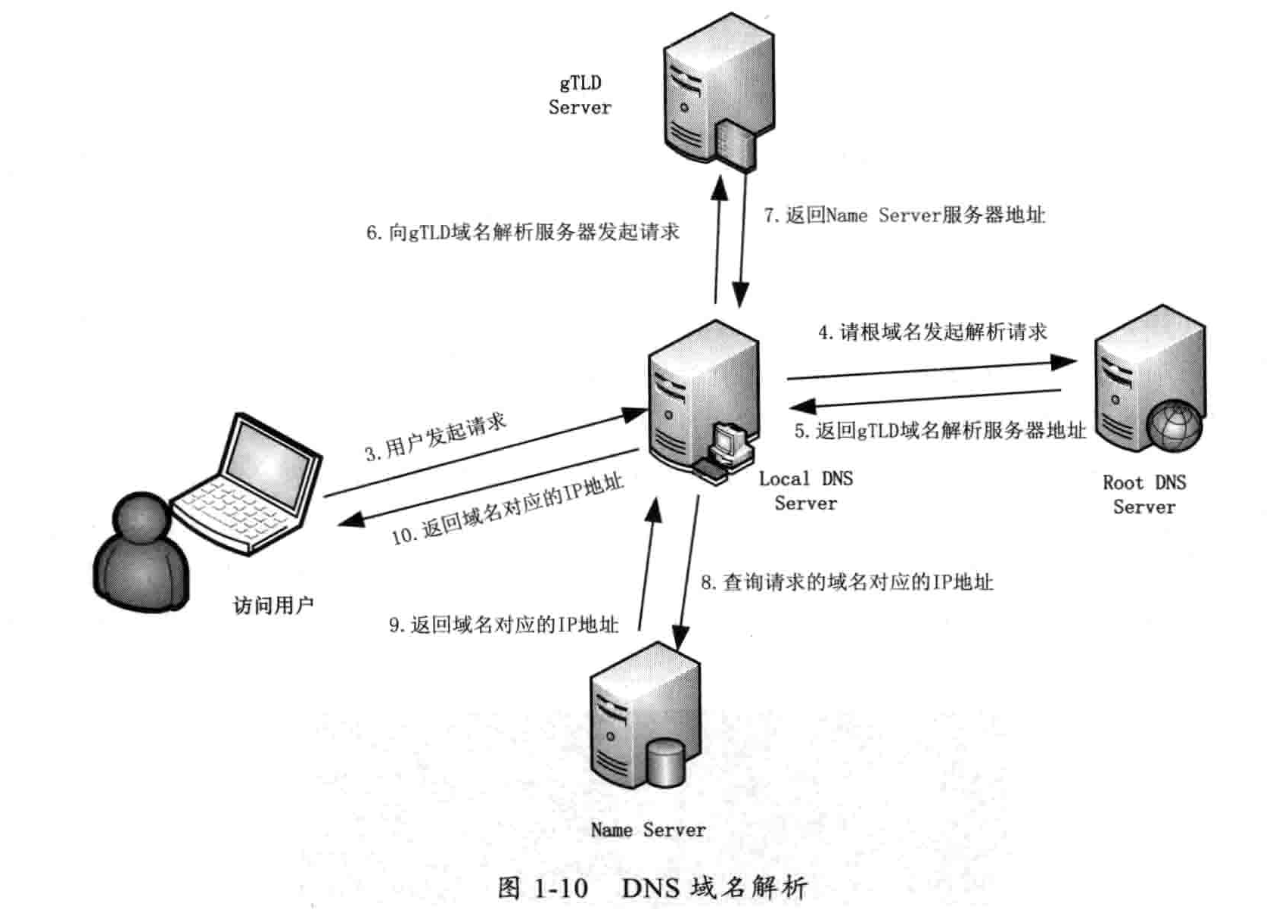 gTLD
Server
7.返回Name Server服务器地址
6.向gTLD域名解析服务器发起请求
4.请根域名发起解析请求
3.用户发起请求
5.返回gTLD域名解析服务器地址
Local DNS
Server
Root DNS
Server
10.返回域名对应的IP地址
8.查询请求的域名对应的IP地址
访问用户
9.返回域名对应的IP地址
Name Server
图 1-10 DNS 域名解析